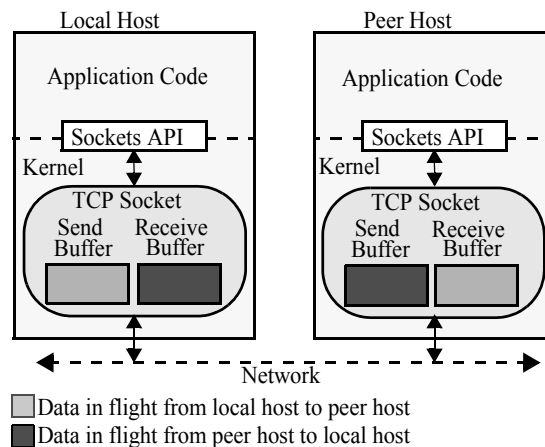 Local Host
Peer Host
Application Code
Application Code
Sockets API
Sockets API
Kernel
Kernel
TCP Socket
TCP Socket
Send Buffer
Receive Buffer
Send Buffer
Receive Buffer
Network
Data in flight from local host to peer host
Data in flight from peer host to local host